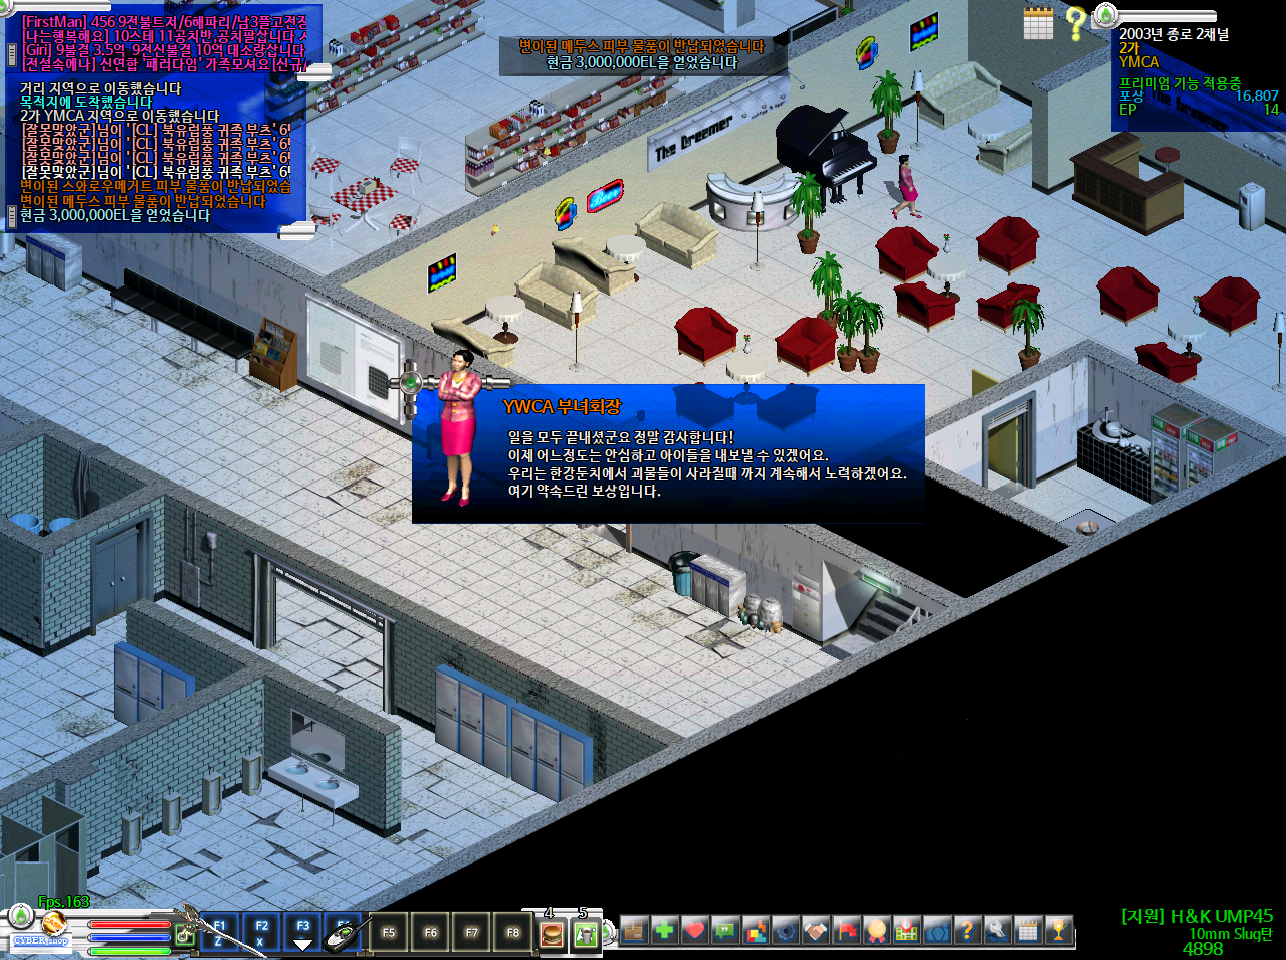 [FirstMan] 456 9전불트저/6해파리/남3플고전장
[나는행복해요] 10스테 11공치반,공치팔삽니다
[Giri] 9불결 3.5억 9전신불결 10억 대소량삽니다
[전설속에나] 신연합 '패러다임' 가족모셔요[신규/
거리 지역으로 이동했습니다
목적지에 도착했습니다
2가 YMCA 지역으로 이동했습니다
[잘못맞았군]님이 '[CL] 북유럽풍 귀족 부츠' 6
[잘못맞았군]님이 '[CL] 북유럽풍 귀족 부츠' 6
[잘못맞았군]님이 '[CL] 북유럽풍 귀족 부츠' 6
[잘못맞았군]님이 '[CL] 북유럽풍 귀족 부츠' 6
변이된 스와로우메거트 피부 물품이 반납되었습
변이된 메두스 피부 물품이 반납되었습니다
현금 3,000,000EL을 얻었습니다
변이된 메두스 피부 물품이 반납되었습니다
현금 3,000,000EL을 얻었습니다
2003년 종로 2채널
2가
YMCA
프리미엄 기능 적용중
포상 16,807
EP 14
The Dreemer
Beer
YWCA 부녀회장
일을 모두 끝내셨군요 정말 감사합니다!
이제 어느정도는 안심하고 아이들을 내보낼 수 있겠어요.
우리는 한강둔치에서 괴물들이 사라질때 까지 계속해서 노력하겠어요.
여기 약속드린 보상입니다.
Fps.163
CYBER shop
F1 F2 F3 F4 F5 F6 F7 F8
Z X
4 5
[지원] H&K UMP45
10mm Slug탄
4898